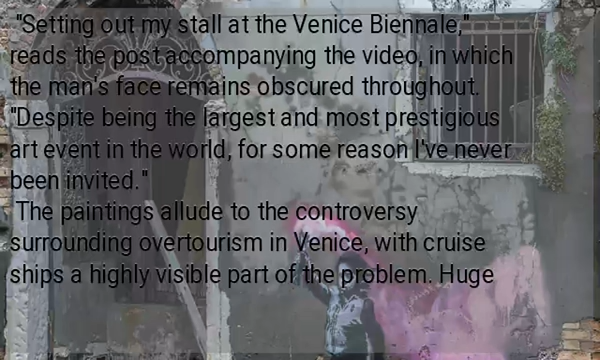 "Setting out my stall at the Venice Biennale,"
reads the post accompanying the video, in which
the man's face remains obscured throughout.
"Despite being the largest and most prestigious
art event in the world, for some reason I've never
been invited."
The paintings allude to the controversy
surrounding overtourism in Venice, with cruise
ships a highly visible part of the problem. Huge